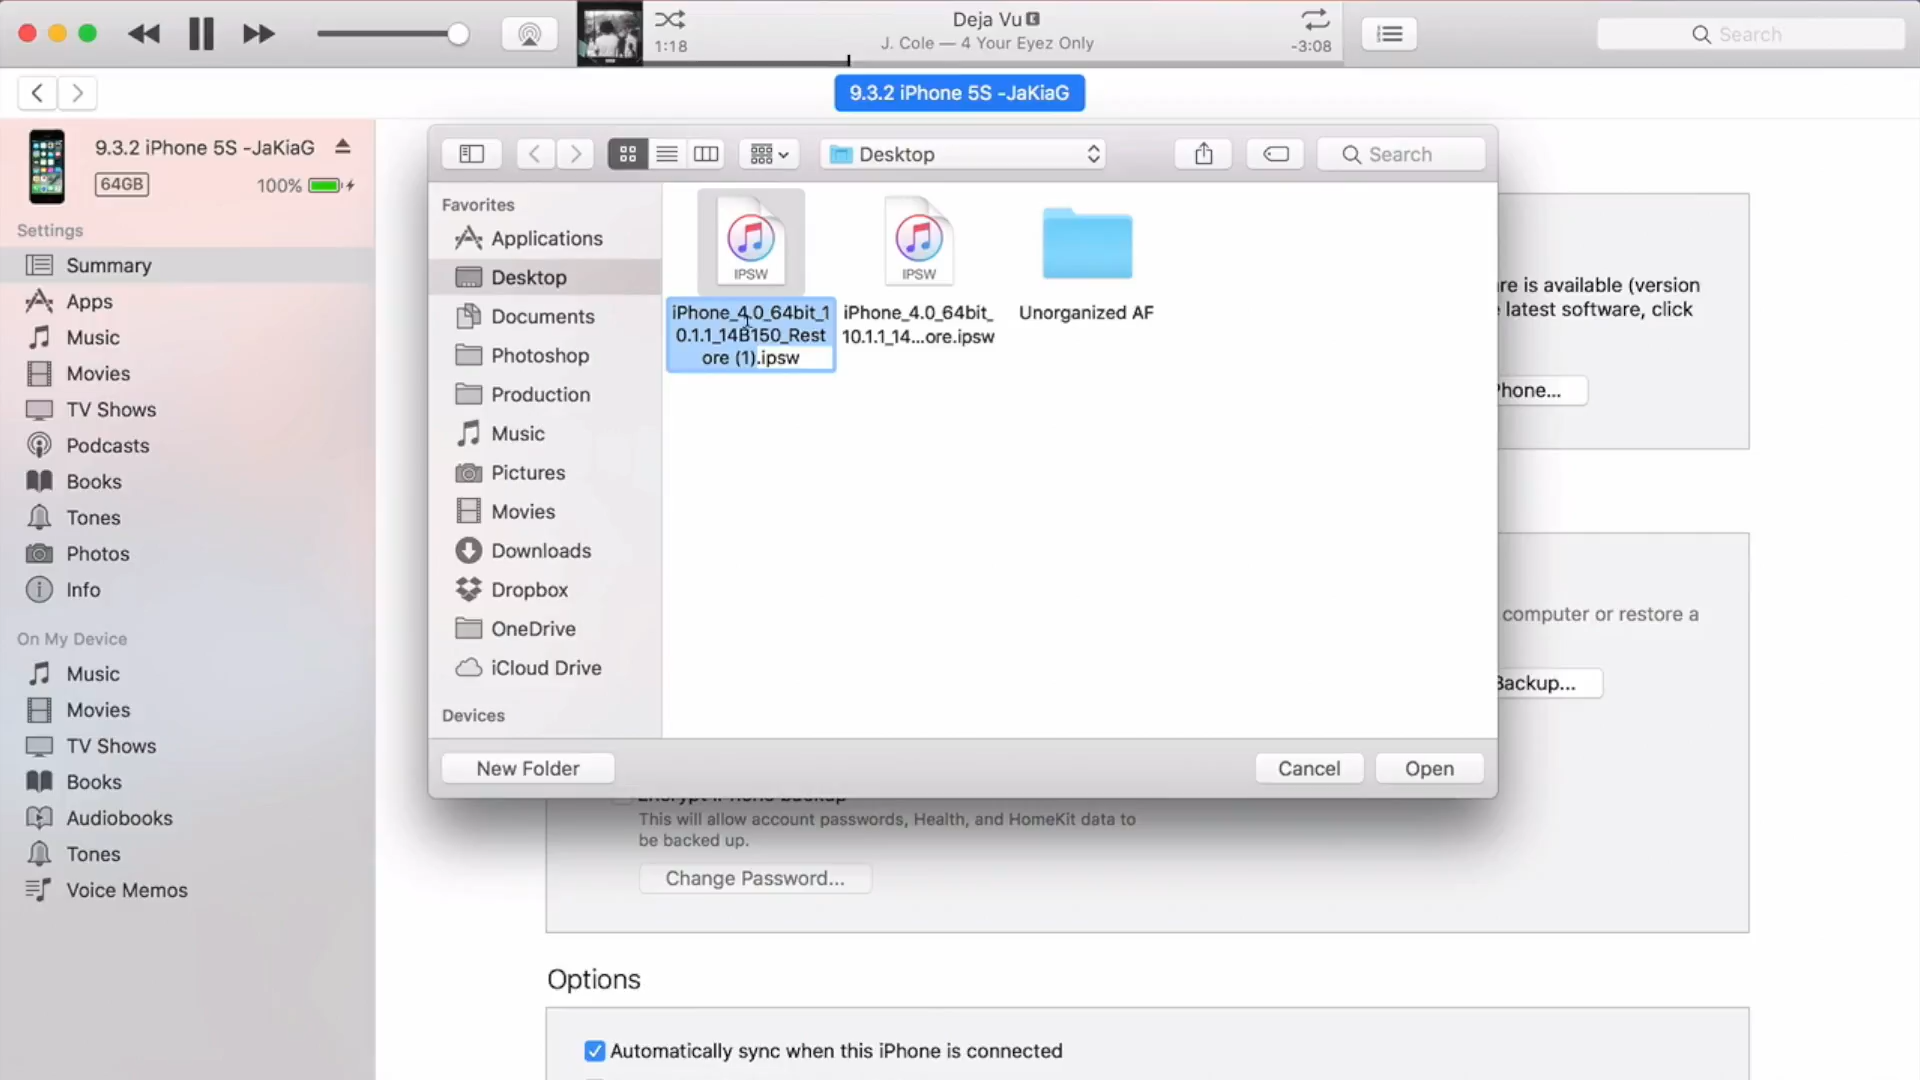 Deja Vu E
1:18
J. Cole — 4 Your Eyez Only
-3:08
Search
9.3.2 iPhone 5S -JaKiaG
9.3.2 iPhone 5S -JaKiaG
64GB
100%
Settings
Summary
Apps
Music
Movies
TV Shows
Podcasts
Books
Tones
Photos
Info
On My Device
Music
Movies
TV Shows
Books
Audiobooks
Tones
Voice Memos
Desktop
Search
Favorites
Applications
Desktop
Documents
Photoshop
Production
Music
Pictures
Movies
Downloads
Dropbox
OneDrive
iCloud Drive
Devices
IPSW
iPhone_4.0_64bit_1
0.1.1_14B150_Rest
ore (1).ipsw
IPSW
iPhone_4.0_64bit_
10.1.1_14...ore.ipsw
Unorganized AF
New Folder
Cancel
Open
re is available (version
latest software, click
Phone...
computer or restore a
Backup...
Encrypt iPhone backup
This will allow account passwords, Health, and HomeKit data to
be backed up.
Change Password...
Options
Automatically sync when this iPhone is connected